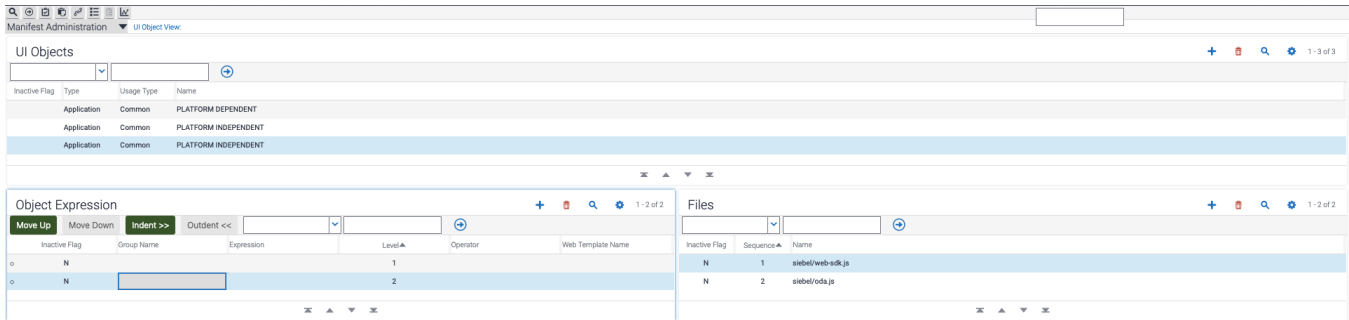 Manifest Administration UI Object View:
UI Objects 1 - 3 of 3
Inactive Flag Type Usage Type Name
Application Common PLATFORM DEPENDENT
Application Common PLATFORM INDEPENDENT
Application Common PLATFORM INDEPENDENT
Object Expression 1 - 2 of 2
Move Up Move Down Indent >> Outdent <<
Inactive Flag Group Name Expression Level Operator Web Template Name
N 1
N 2
Files 1 - 2 of 2
Inactive Flag Sequence Name
N 1 siebel/web-sdk.js
N 2 siebel/oda.js